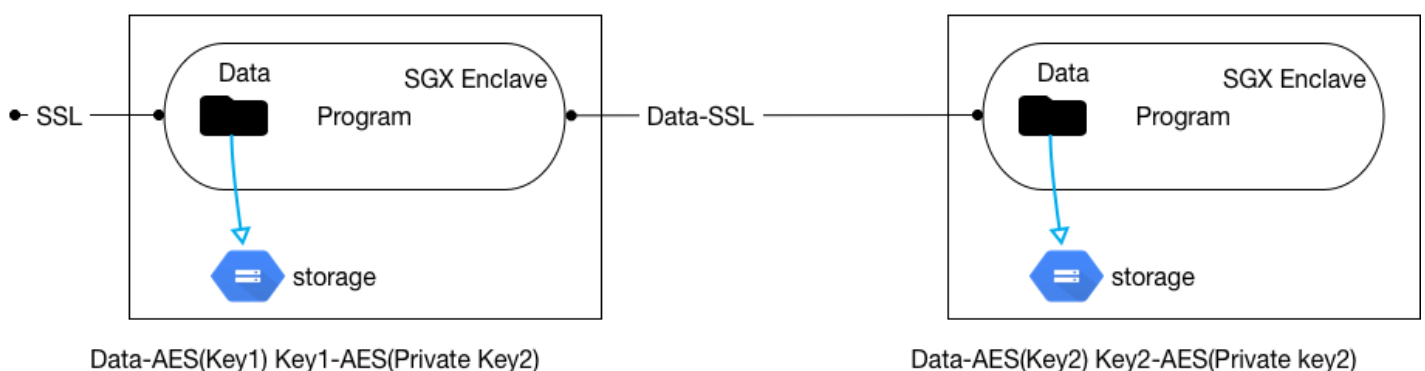 Data
SGX Enclave
SSL
Program
Data-SSL
storage
Data
SGX Enclave
Program
storage
Data-AES(Key1) Key1-AES(Private Key2)
Data-AES(Key2) Key2-AES(Private key2)